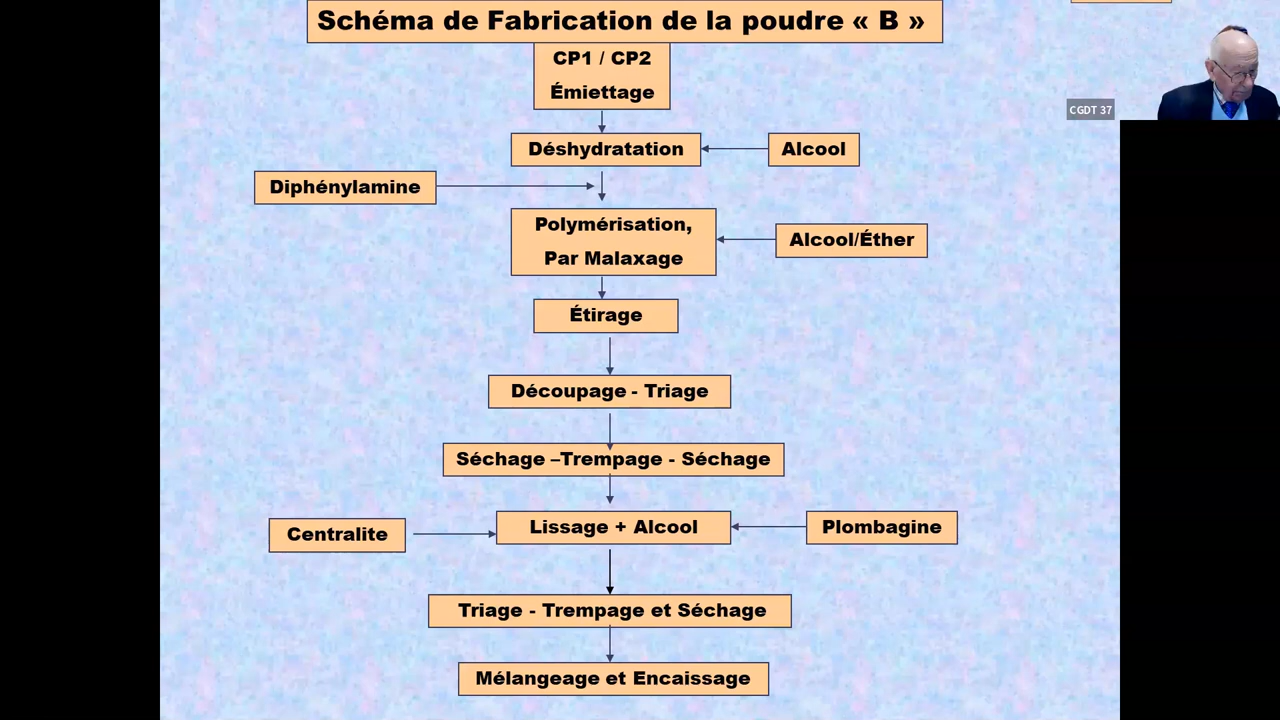 Schéma de Fabrication de la poudre « B »
CP1 / CP2
Émiettage
CGDT 37
Déshydratation
Alcool
Diphénylamine
Polymérisation,
Par Malaxage
Alcool/Éther
Étirage
Découpage - Triage
Séchage –Trempage - Séchage
Centralite
Lissage + Alcool
Plombagine
Triage - Trempage et Séchage
Mélangeage et Encaissage